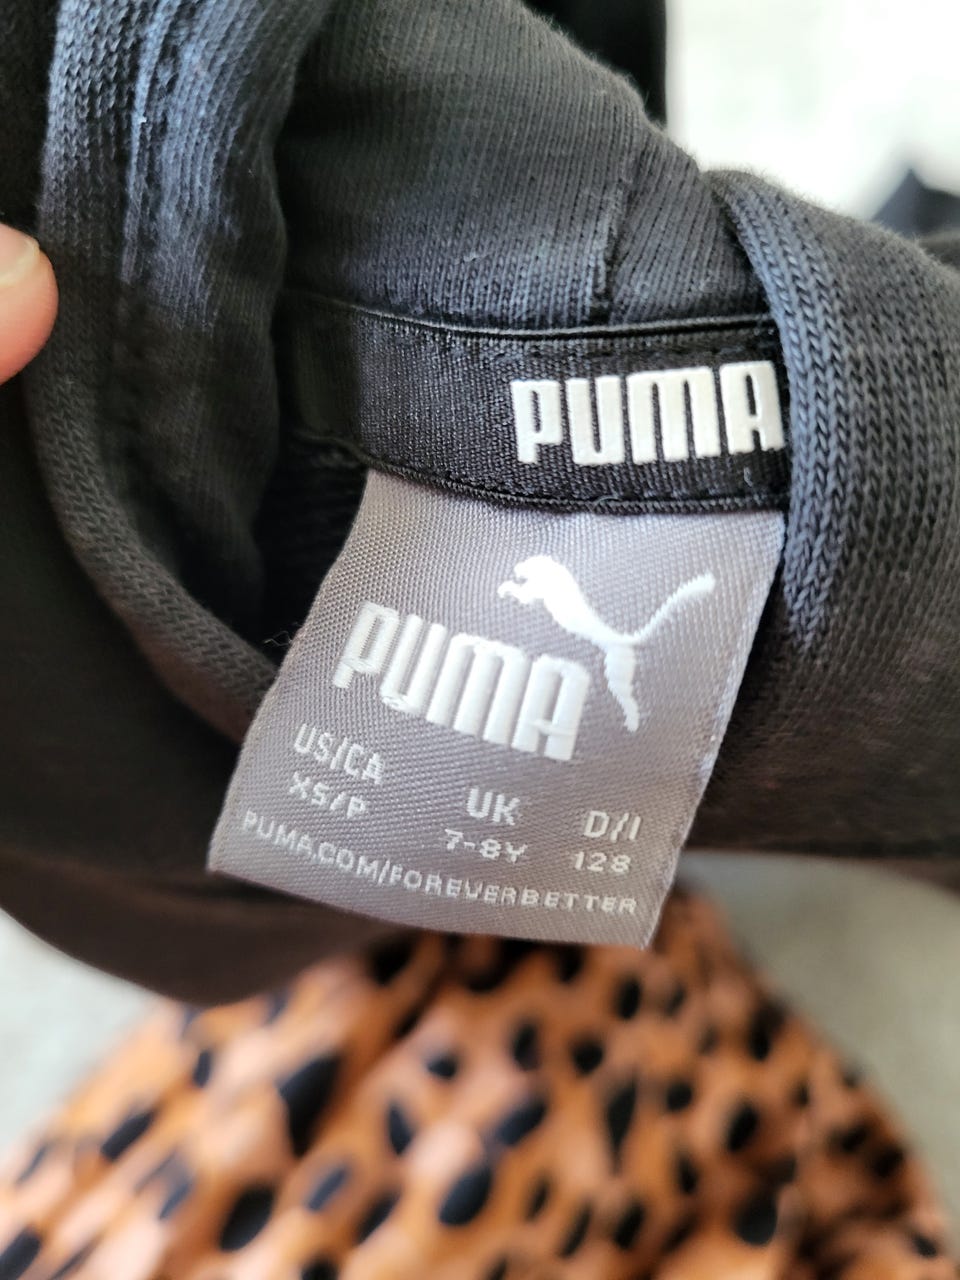 PUMA
PUMA
US/CA UK D/I
XS/P 7-8Y 128
PUMA.COM/FOREVERBETTER